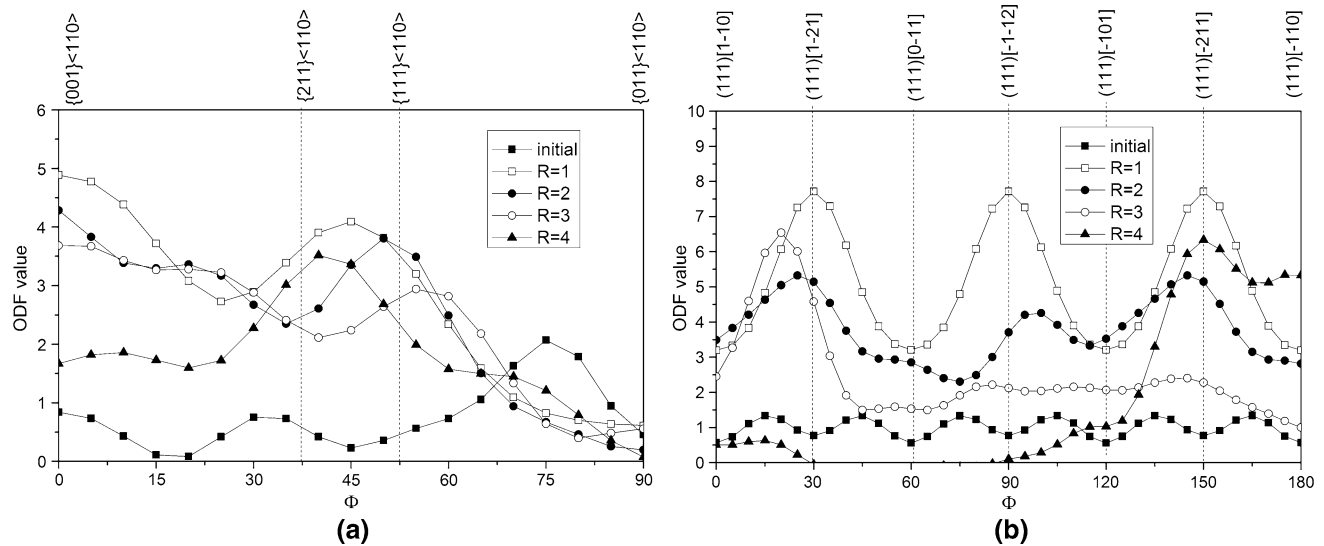 {001}<110>
{211}<110>
{111}<110>
{011}<110>
6
5
4
3
2
1
0
ODF value
initial
R=1
R=2
R=3
R=4
0 15 30 45 60 75 90
Φ
(a)
(111)[1-10]
(111)[1-21]
(111)[0-11]
(111)[-1-12]
(111)[-101]
(111)[-211]
(111)[-110]
10
9
8
7
6
5
4
3
2
1
0
ODF value
initial
R=1
R=2
R=3
R=4
0 30 60 90 120 150 180
Φ
(b)